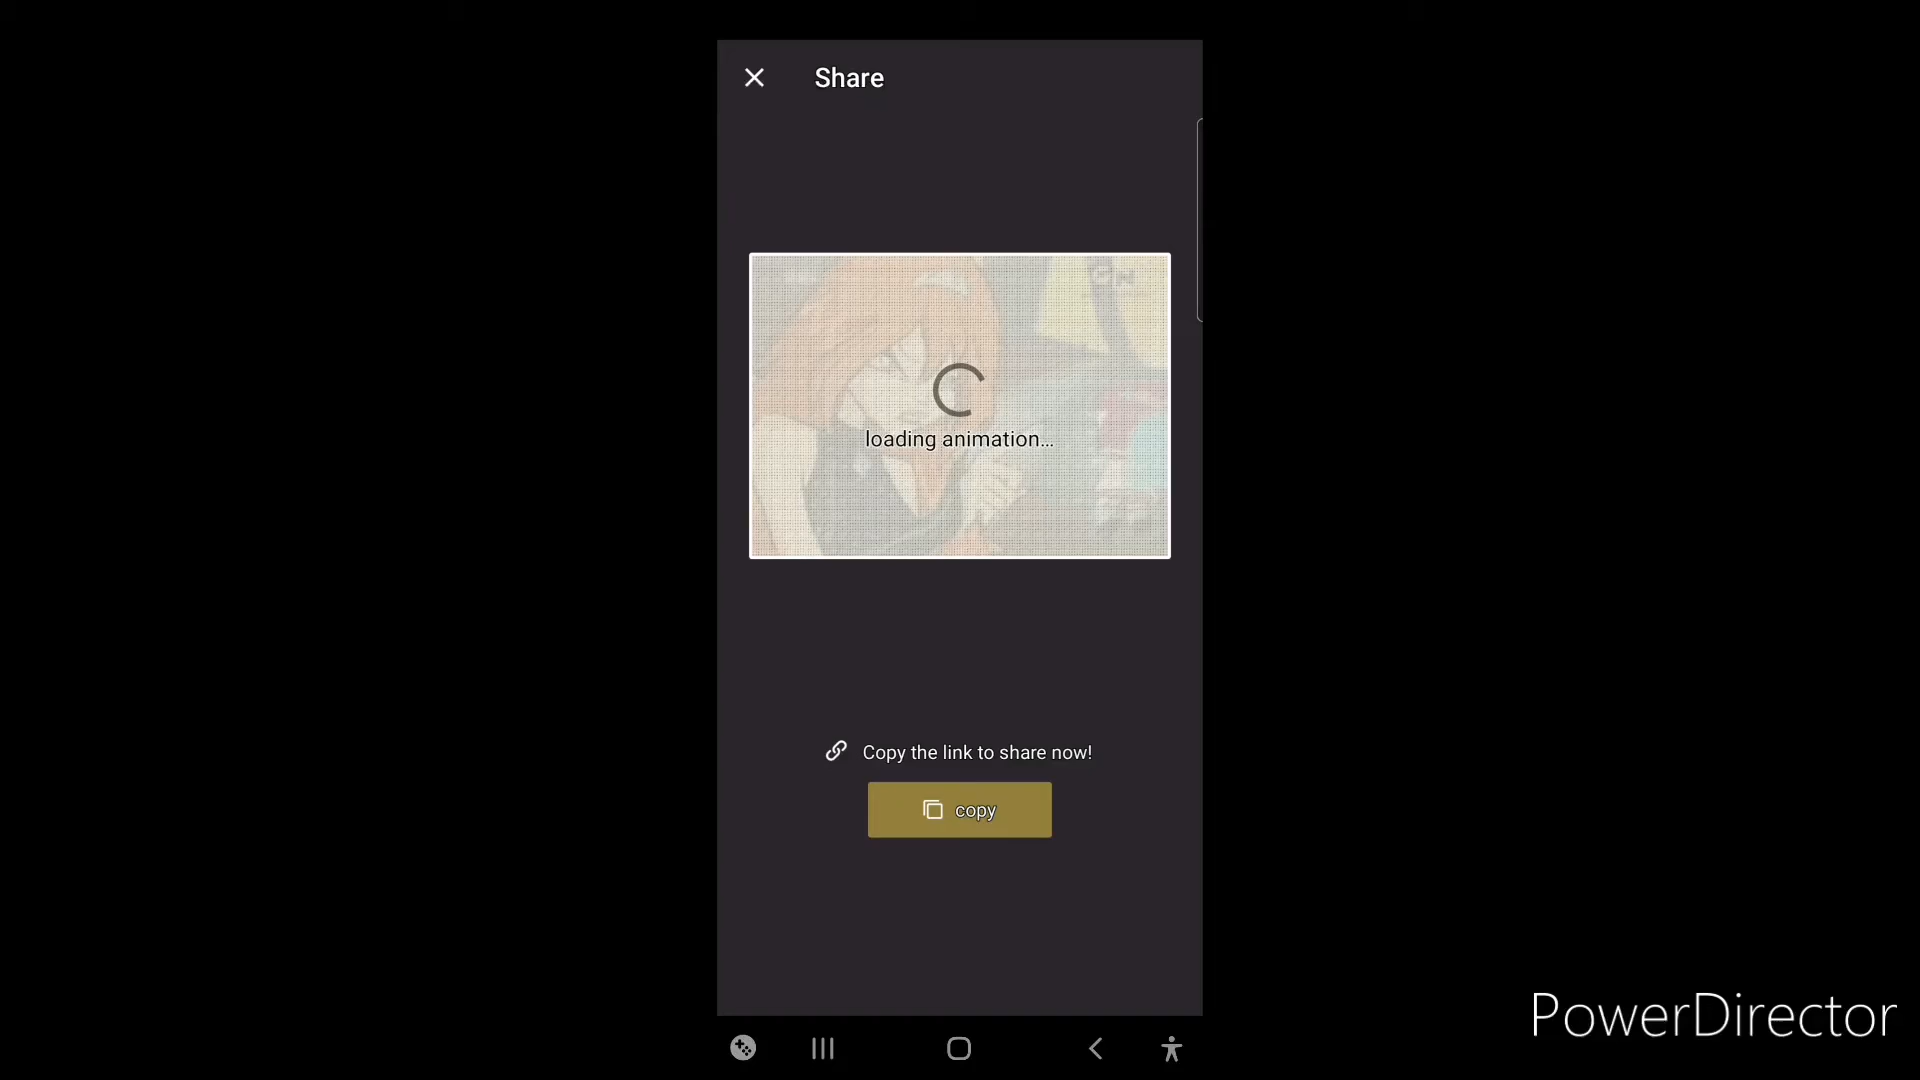 Share
loading animation...
Copy the link to share now!
copy
PowerDirector